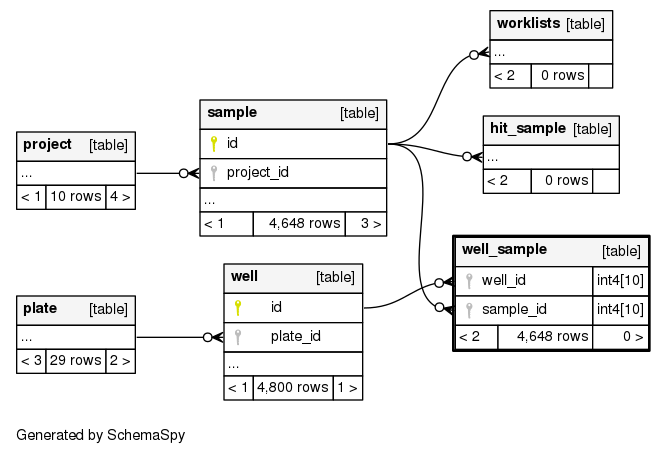 worklists [table]
...
< 2 0 rows
sample [table]
id
project_id
...
< 1 4,648 rows 3 >
hit_sample [table]
...
< 2 0 rows
project [table]
...
< 1 10 rows 4 >
well_sample [table]
well_id int4[10]
sample_id int4[10]
< 2 4,648 rows 0 >
well [table]
id
plate_id
...
< 1 4,800 rows 1 >
plate [table]
...
< 3 29 rows 2 >
Generated by SchemaSpy